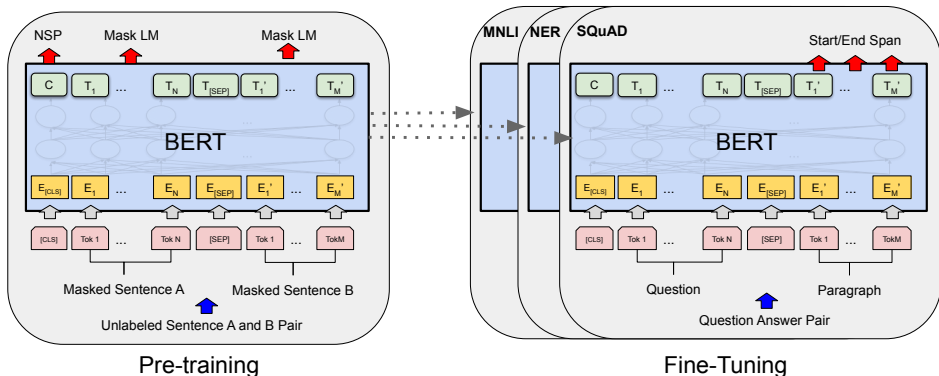 NSP Mask LM Mask LM
C T1 ... TN T[SEP] T1' ... TM'
BERT
E[CLS] E1 ... EN E[SEP] E1' ... EM'
[CLS] Tok 1 ... Tok N [SEP] Tok 1 ... TokM
Masked Sentence A Masked Sentence B
Unlabeled Sentence A and B Pair
Pre-training
MNLI NER SQuAD
Start/End Span
C T1 ... TN T[SEP] T1' ... TM'
BERT
E[CLS] E1 ... EN E[SEP] E1' ... EM'
[CLS] Tok 1 ... Tok N [SEP] Tok 1 ... TokM
Question Paragraph
Question Answer Pair
Fine-Tuning